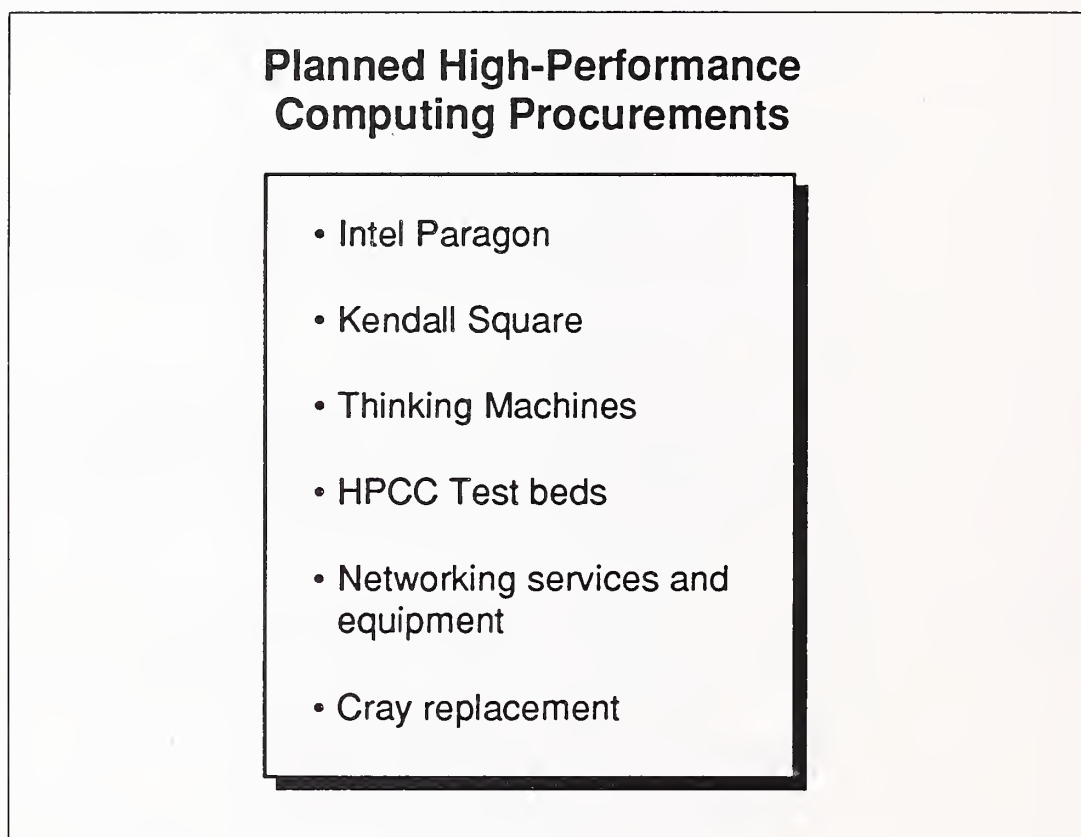 Planned High-Performance
Computing Procurements
• Intel Paragon
• Kendall Square
• Thinking Machines
• HPCC Test beds
• Networking services and
equipment
• Cray replacement